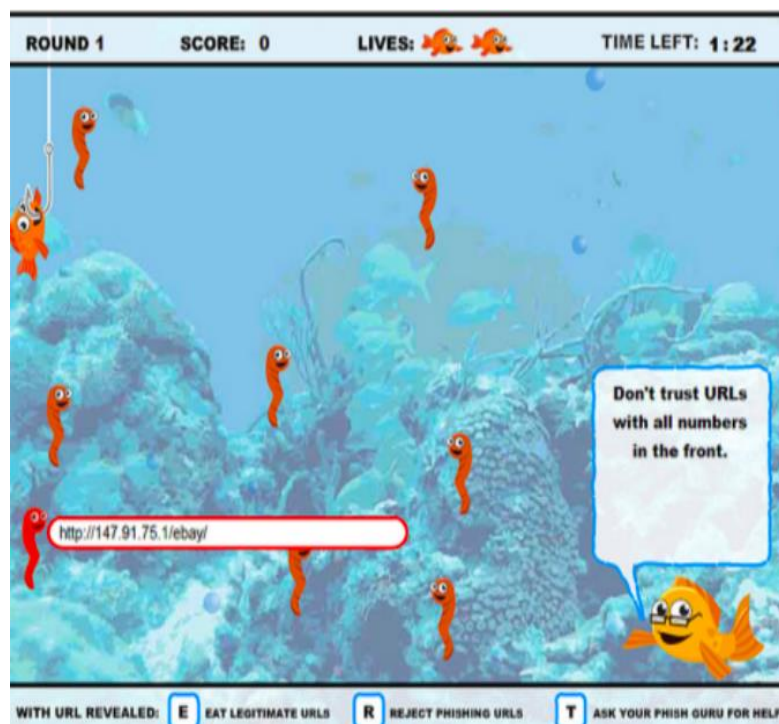 ROUND 1 SCORE: 0 LIVES: TIME LEFT: 1:22
Don't trust URLs
with all numbers
in the front.
http://147.91.75.1/ebay/
WITH URL REVEALED: E EAT LEGITIMATE URLS R REJECT PHISHING URLS T ASK YOUR PHISH GURU FOR HEL